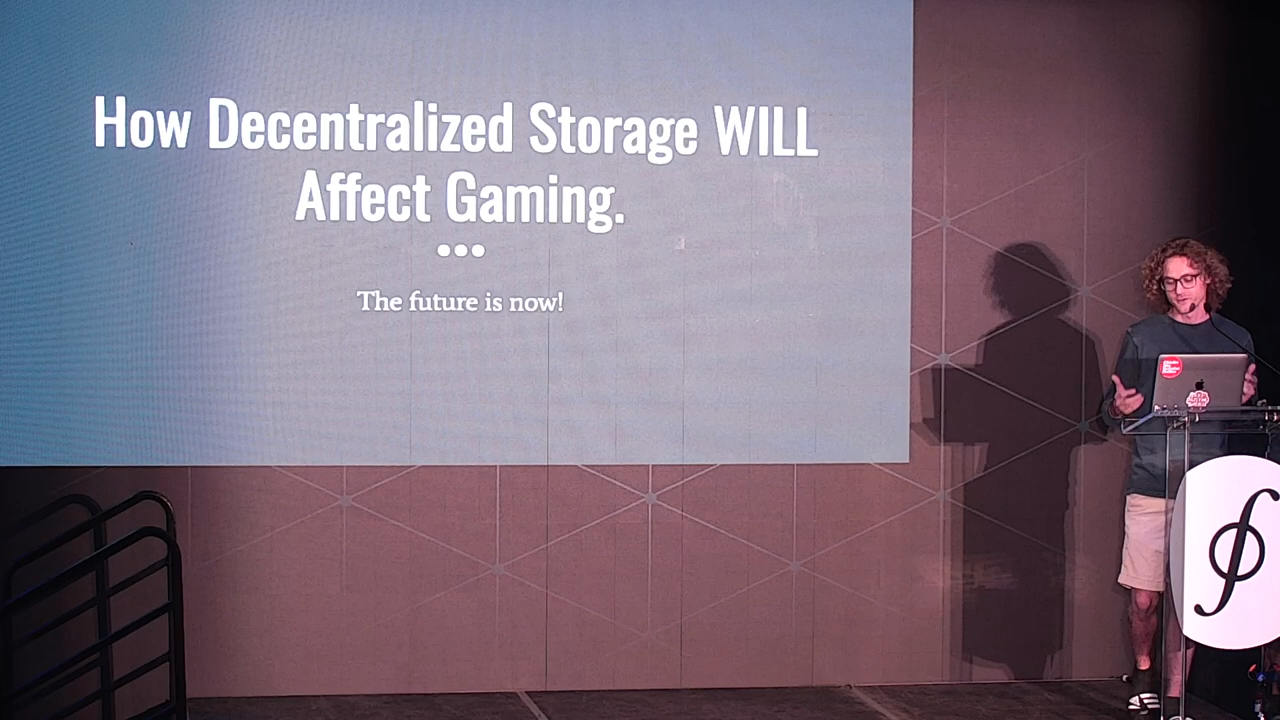 How Decentralized Storage WILL
Affect Gaming.
The future is now!